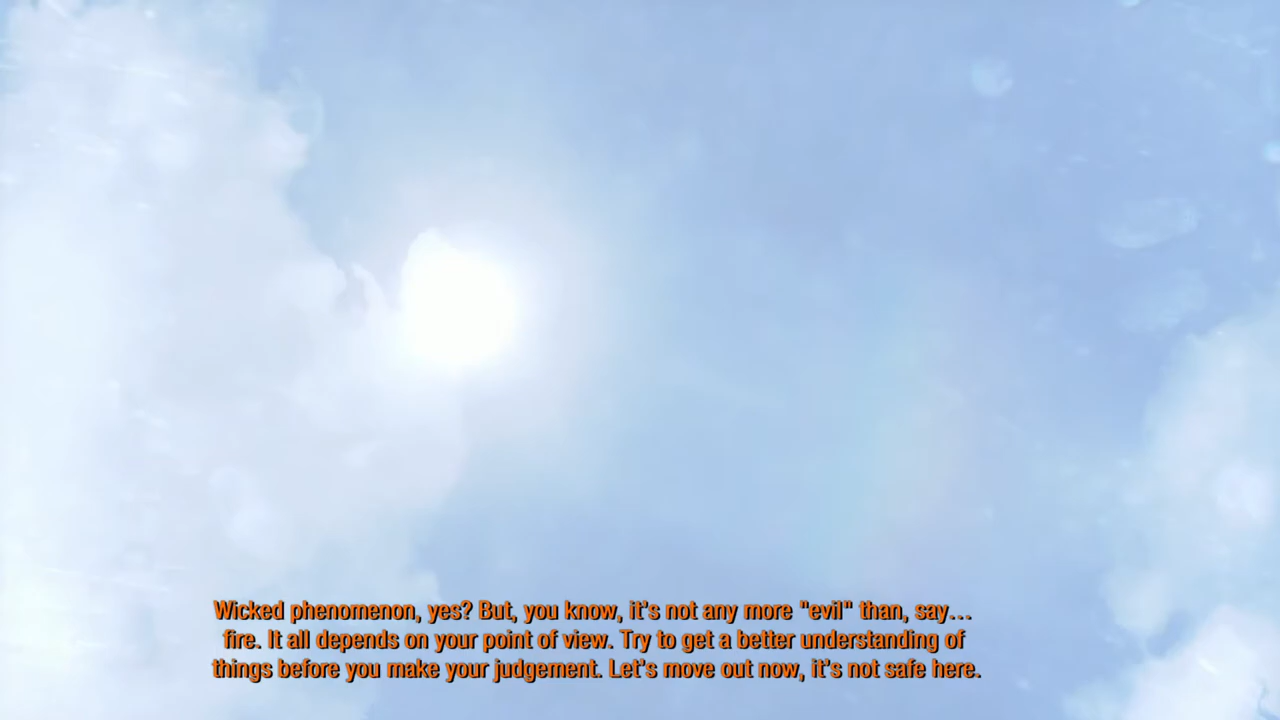 Wicked phenomenon, yes? But, you know, it's not any more "evil" than, say...
fire. It all depends on your point of view. Try to get a better understanding of
things before you make your judgement. Let's move out now, it's not safe here.